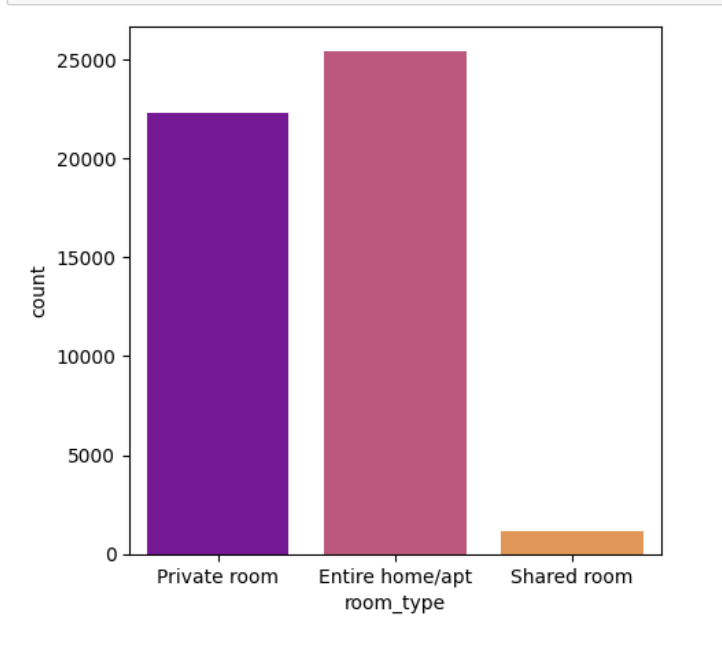 25000
20000
15000
10000
5000
0
count
Private room
Entire home/apt
Shared room
room_type